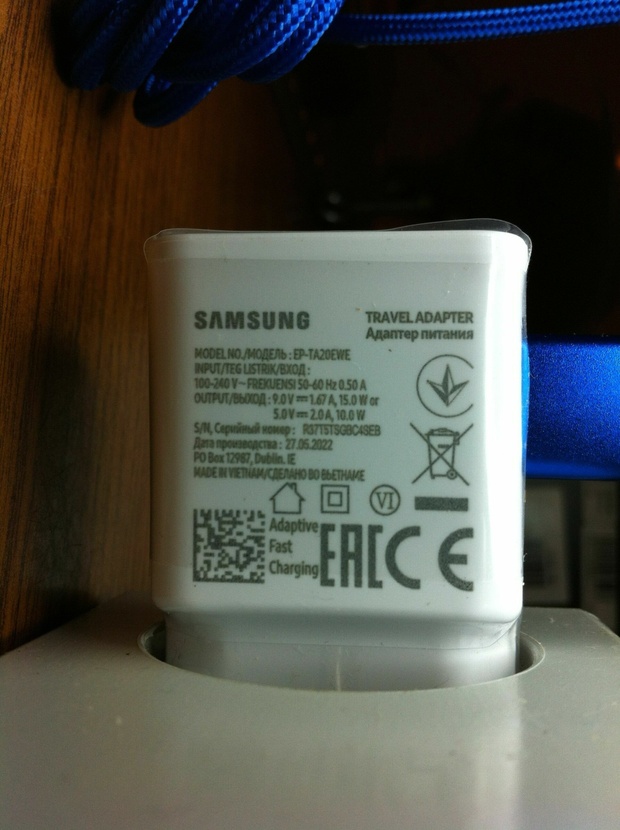 SAMSUNG
TRAVEL ADAPTER
Адаптер питания
MODEL NO./МОДЕЛЬ : EP-TA20EWE
INPUT/TEG LISTRIK/ВХОД :
100-240 V~ FREKUENSI 50-60 Hz 0.50 A
OUTPUT/ВЫХОД : 9.0 V⎓1.67 A, 15.0 W or
5.0 V⎓2.0 A, 10.0 W
S/N, Серийный номер : R37T5TSGBC4SEB
Дата производства : 27.05.2022
PO Box 12987, Dublin. IE
MADE IN VIETNAM/СДЕЛАНО ВО ВЬЕТНАМЕ
VI
Adaptive
Fast
Charging
EAC CE